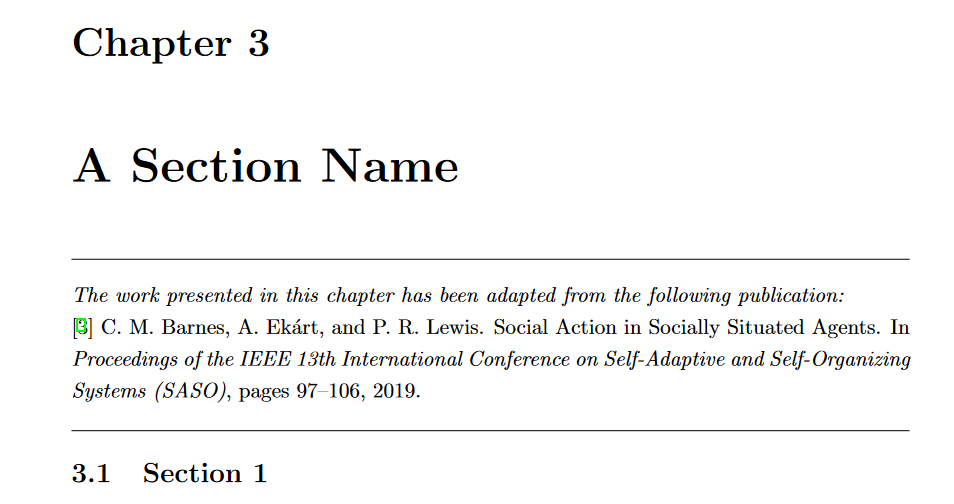 Chapter 3
A Section Name
The work presented in this chapter has been adapted from the following publication:
[3] C. M. Barnes, A. Ekárt, and P. R. Lewis. Social Action in Socially Situated Agents. In
Proceedings of the IEEE 13th International Conference on Self-Adaptive and Self-Organizing
Systems (SASO), pages 97–106, 2019.
3.1 Section 1